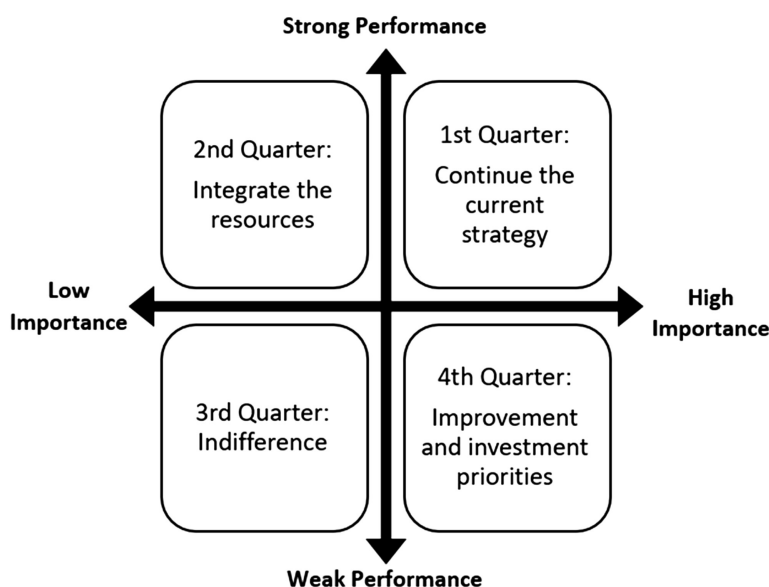 Strong Performance
2nd Quarter:
Integrate the
resources
1st Quarter:
Continue the
current
strategy
Low
Importance
High
Importance
3rd Quarter:
Indifference
4th Quarter:
Improvement
and investment
priorities
Weak Performance